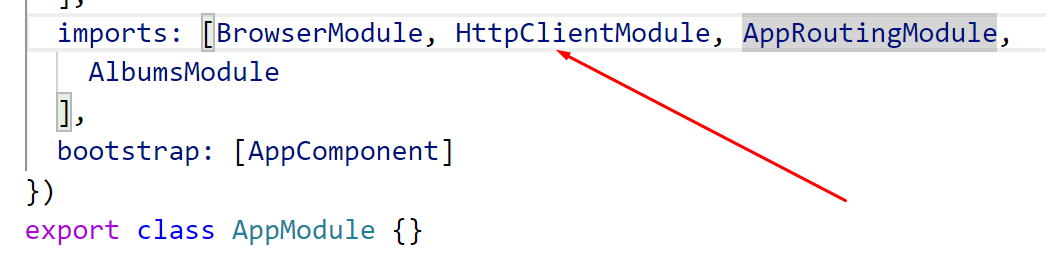 ],
imports: [BrowserModule, HttpClientModule, AppRoutingModule,
AlbumsModule
],
bootstrap: [AppComponent]
})
export class AppModule {}